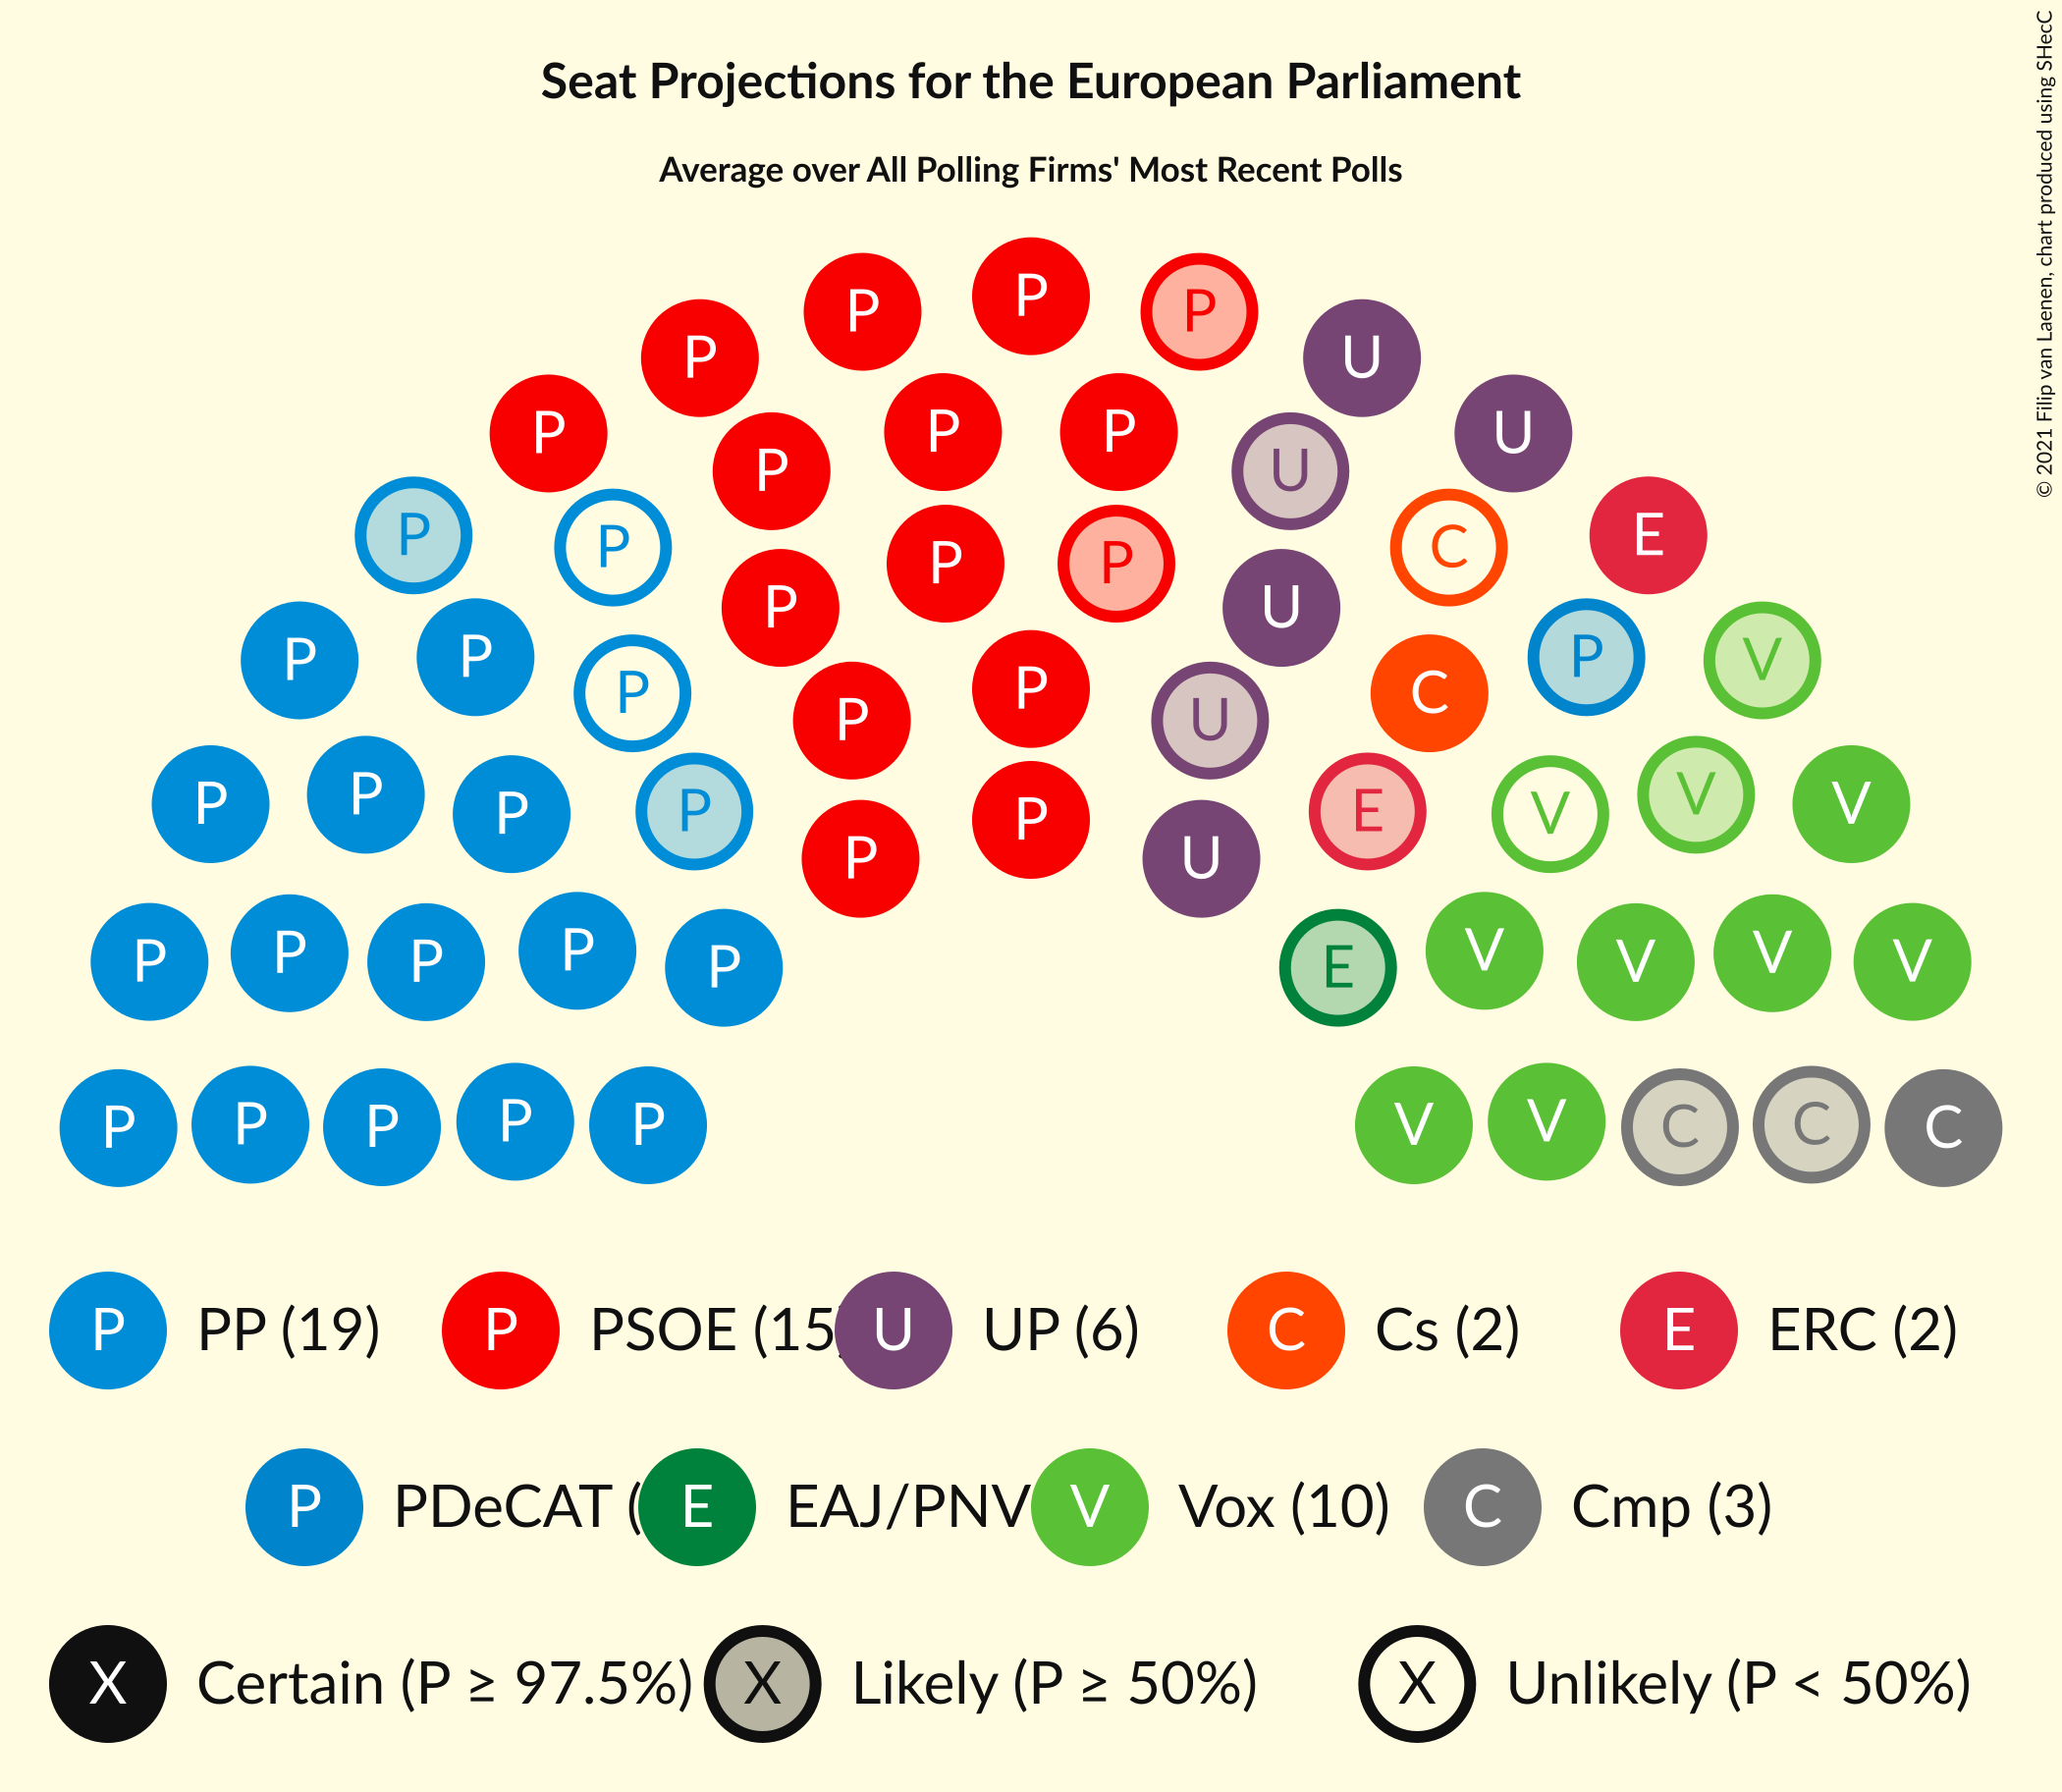 Seat Projections for the European Parliament
Average over All Polling Firms' Most Recent Polls
© 2021 Filip van Laenen, chart produced using SHecC
P P P
P P U
P P P U
P P U U
P P P P C E
P P U
P P P V
P P C
P P P U
P P V V
P P P E V
P P U
P P P P P E V V V V
P P P P P V V C C C
P PP (19) P PSOE (15 U UP (6) C Cs (2) E ERC (2)
P PDeCAT ( E EAJ/PNV V Vox (10) C Cmp (3)
X Certain (P ≥ 97.5%) X Likely (P ≥ 50%) X Unlikely (P < 50%)